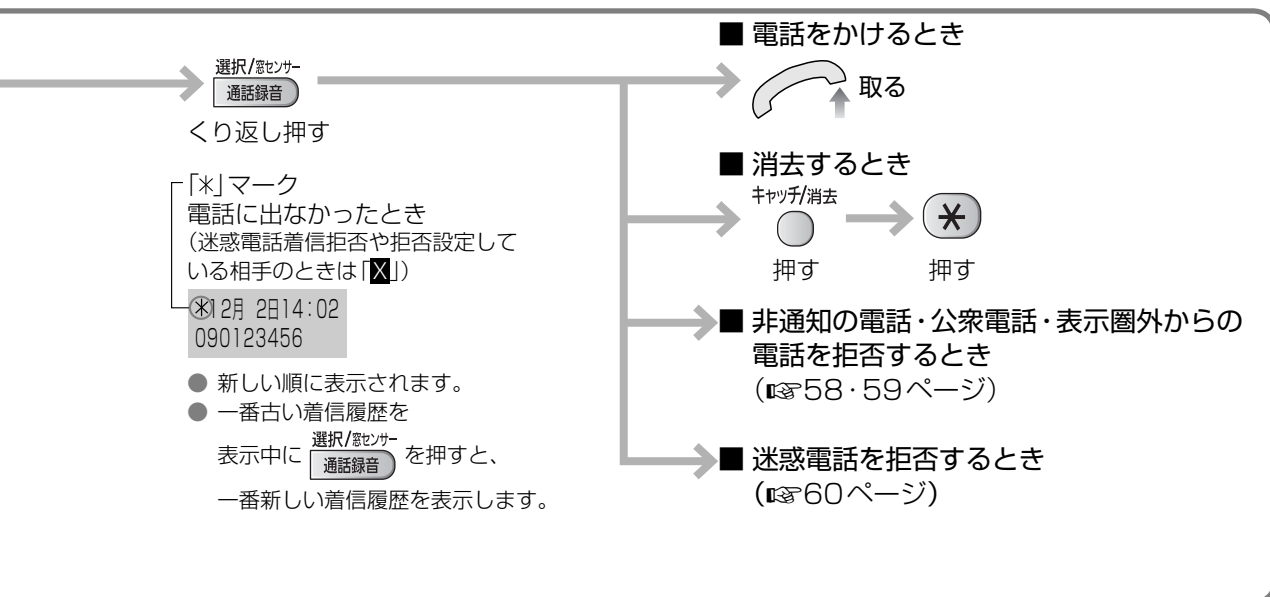 選択/窓センサー
通話録音
くり返し押す
「*」マーク
電話に出なかったとき
(迷惑電話着信拒否や拒否設定して
いる相手のときは「X」)
*12月 2日14:02
090123456
● 新しい順に表示されます。
● 一番古い着信履歴を
選択/窓センサー
表示中に 通話録音 を押すと、
一番新しい着信履歴を表示します。
■ 電話をかけるとき
取る
■ 消去するとき
キャッチ/消去
*
押す 押す
■ 非通知の電話・公衆電話・表示圏外からの
電話を拒否するとき
(☞58・59ページ)
■ 迷惑電話を拒否するとき
(☞60ページ)